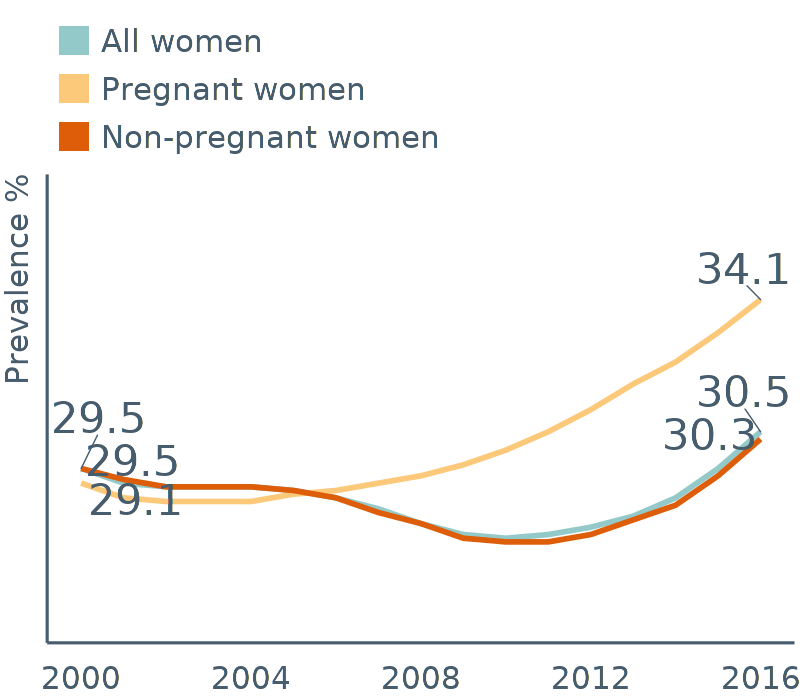 All women
Pregnant women
Non-pregnant women
Prevalence %
34.1
30.5
30.3
29.5
29.5
29.1
2000 2004 2008 2012 2016